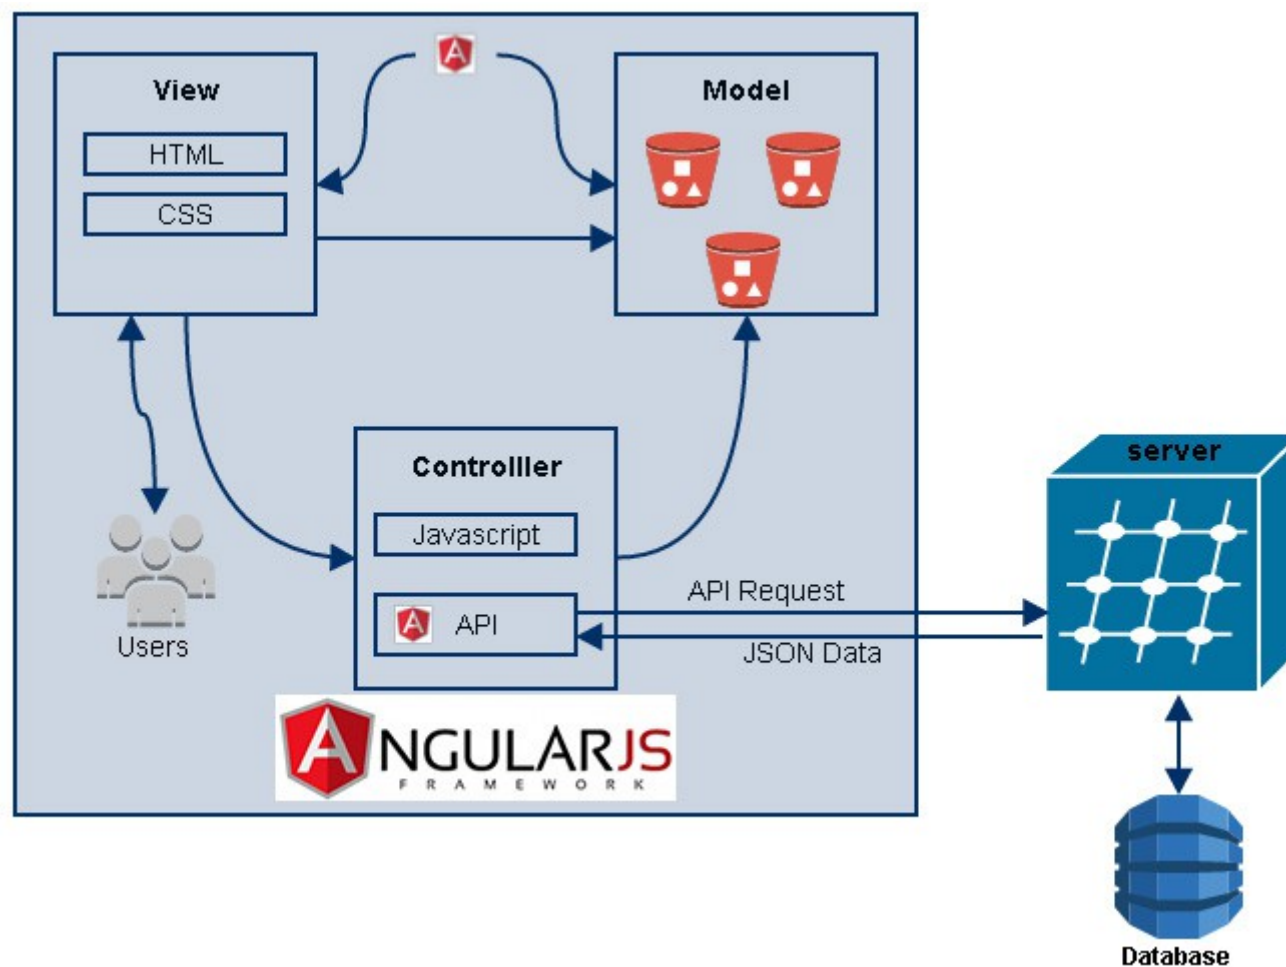 View
HTML
CSS
Model
Controlller
Javascript
API
Users
API Request
JSON Data
server
Database
ANGULARJS
FRAMEWORK